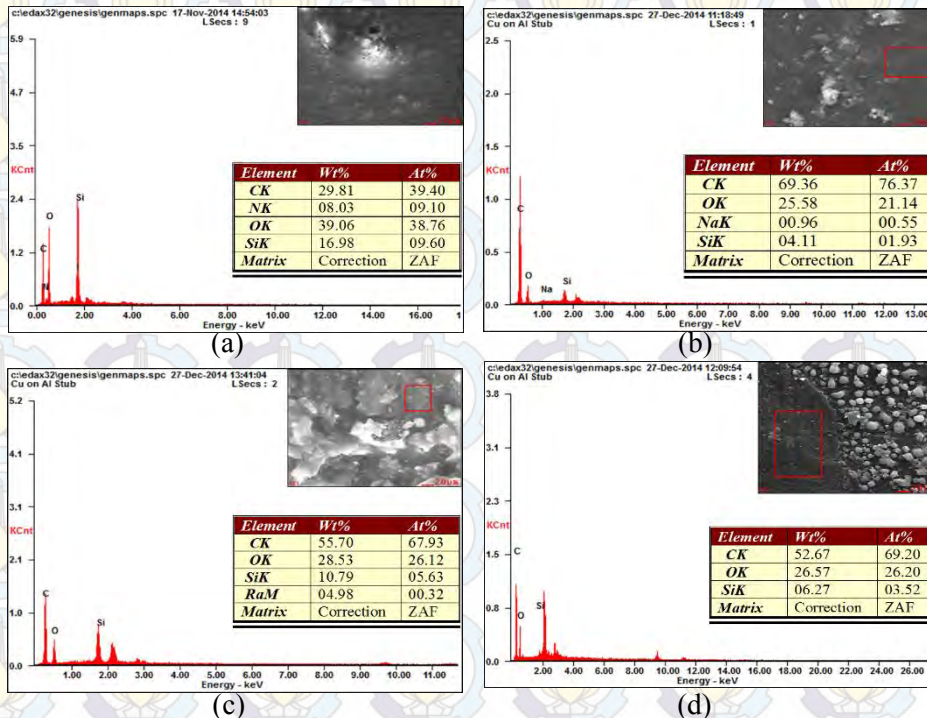 c:\edax32\genesis\genmaps.spc 17-Nov-2014 14:54:03
LSecs : 9
5.9
4.7
3.5
KCnt
2.4
1.2
0.0
Si
O
C
N
0.00 2.00 4.00 6.00 8.00 10.00 12.00 14.00 16.00 1
Energy - keV
Element Wt% At%
CK 29.81 39.40
NK 08.03 09.10
OK 39.06 38.76
SiK 16.98 09.60
Matrix Correction ZAF
(a)
c:\edax32\genesis\genmaps.spc 27-Dec-2014 11:18:49
Cu on Al Stub LSecs : 1
2.5
2.0
1.5
KCnt
1.0
0.5
0.0
C
O
Na
Si
1.00 2.00 3.00 4.00 5.00 6.00 7.00 8.00 9.00 10.00 11.00 12.00 13.00
Energy - keV
Element Wt% At%
CK 69.36 76.37
OK 25.58 21.14
NaK 00.96 00.55
SiK 04.11 01.93
Matrix Correction ZAF
(b)
c:\edax32\genesis\genmaps.spc 27-Dec-2014 13:41:04
Cu on Al Stub LSecs : 2
5.2
4.1
3.1
KCnt
2.1
1.0
0.0
C
O
Si
1.00 2.00 3.00 4.00 5.00 6.00 7.00 8.00 9.00 10.00 11.00
Energy - keV
20µm
Element Wt% At%
CK 55.70 67.93
OK 28.53 26.12
SiK 10.79 05.63
RaM 04.98 00.32
Matrix Correction ZAF
(c)
c:\edax32\genesis\genmaps.spc 27-Dec-2014 12:09:54
Cu on Al Stub LSecs : 4
3.8
3.1
2.3
KCnt
1.5
0.8
0.0
C
O
Si
2.00 4.00 6.00 8.00 10.00 12.00 14.00 16.00 18.00 20.00 22.00 24.00 26.00
Energy - keV
Element Wt% At%
CK 52.67 69.20
OK 26.57 26.20
SiK 06.27 03.52
Matrix Correction ZAF
(d)